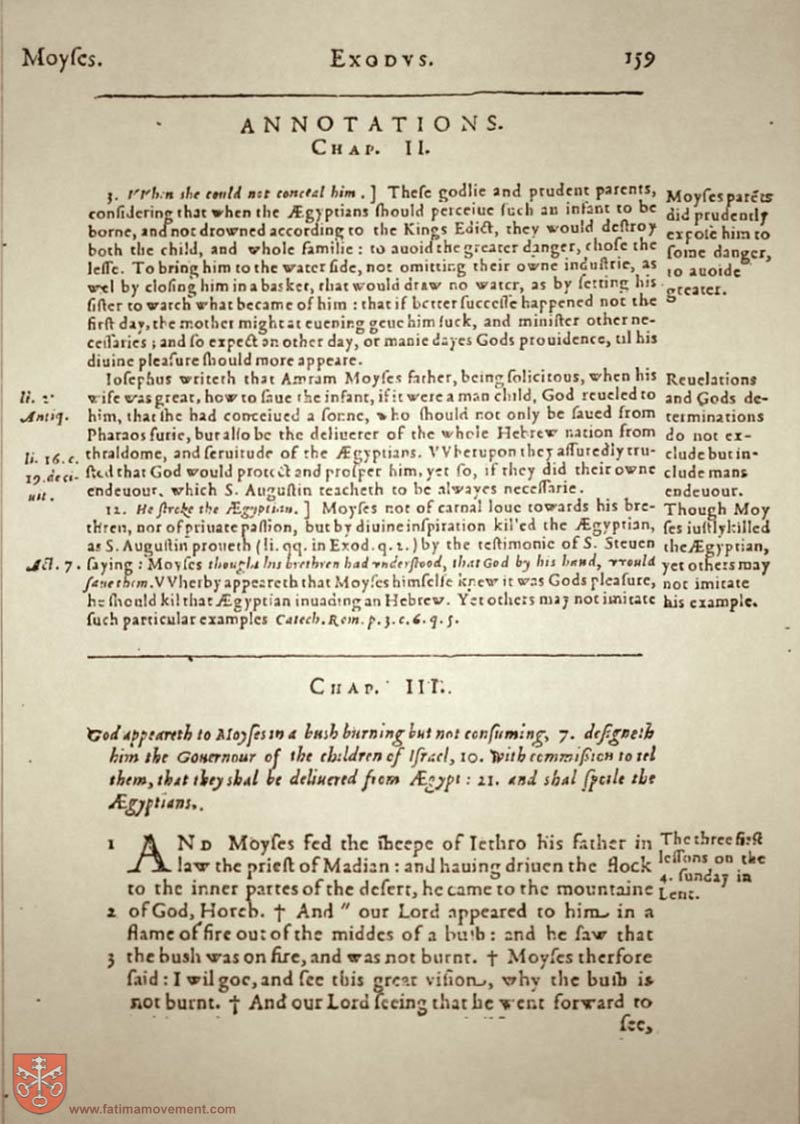 Moyſes.
EXODVS.
159
ANNOTATIONS.
CHAP. II.
3. VVhen she could not conceal him. ] Theſe godlie and prudent parents,
conſidering that when the Ægyptians ſhould perceiue ſuch an infant to be
borne, and not drowned according to the Kings Edict, they would deſtroy
both the child, and whole familie : to auoid the greater danger, choſe the
leſſe. To bring him to the water ſide, not omitting their owne induſtrie, as
wel by cloſing him in a basket, that would draw no water, as by ſetting his
ſiſter to watch what became of him : that if better ſucceſſe happened not the
firſt day, the mother might at euening geue him ſuck, and miniſter other ne-
ceſſaries ; and ſo expect an other day, or manie dayes Gods prouidence, til his
diuine pleaſure ſhould more appeare.
Moyſes parẽts
did prudently
expoſe him to
ſome danger,
to auoide
greater.
Ioſephus writeth that Amram Moyſes father, being ſolicitous, when his
wife was great, how to ſaue the infant, if it were a man child, God reueled to
him, that ſhe had conceiued a ſonne, who ſhould not only be ſaued from
Pharaos furie, but alſo be the deliuerer of the whole Hebrew nation from
thraldome, and ſeruitude of the Ægyptians. VVherupon they aſſuredly tru-
ſted that God would protect and proſper him, yet ſo, if they did their owne
endeuour, which S. Auguſtin teacheth to be alwayes neceſſarie.
li. 2.
Antiq.
li. 16. c.
19. de ci-
uit.
Reuelations
and Gods de-
terminations
do not ex-
clude but in-
clude mans
endeuour.
12. He ſtroke the Ægyptian. ] Moyſes not of carnal loue towards his bre-
thren, nor of priuate paſſion, but by diuine inſpiration kil'ed the Ægyptian,
as S. Auguſtin proueth (li. qq. in Exod. q. 2.) by the teſtimonie of S. Steuen
ſaying : Moyſes thought his brethren had vnderſtood, that God by his hand, vvould
ſaue them. VVherby appeareth that Moyſes himſelfe knew it was Gods pleaſure,
he ſhould kil that Ægyptian inuading an Hebrew. Yet others may not imitate
ſuch particular examples Catech. Rom. p. 3. c. 6. q. 5.
Act. 7.
Though Moy
ſes iuſtly killed
the Ægyptian,
yet others may
not imitate
his example.
CHAP. III.
God appeareth to Moyſes in a bush burning but not conſuming, 7. deſigneth
him the Gouernour of the children of Iſrael, 10. With commiſsion to tel
them, that they shal be deliuered from Ægypt : 21. and shal ſpoile the
Ægyptians.
1 AND Moyſes fed the ſheepe of Iethro his father in
law the prieſt of Madian : and hauing driuen the flock
to the inner partes of the deſert, he came to the mountaine
2 of God, Horeb. † And " our Lord appeared to him in a
flame of fire out of the middes of a buſh : and he ſaw that
3 the bush was on fire, and was not burnt. † Moyſes therfore
ſaid : I wil goe, and ſee this great viſion, why the buſh is
not burnt. † And our Lord ſeeing that he went forward to
ſee,
The three firſt
leſſons on the
4. ſunday in
Lent.
www.fatimamovement.com